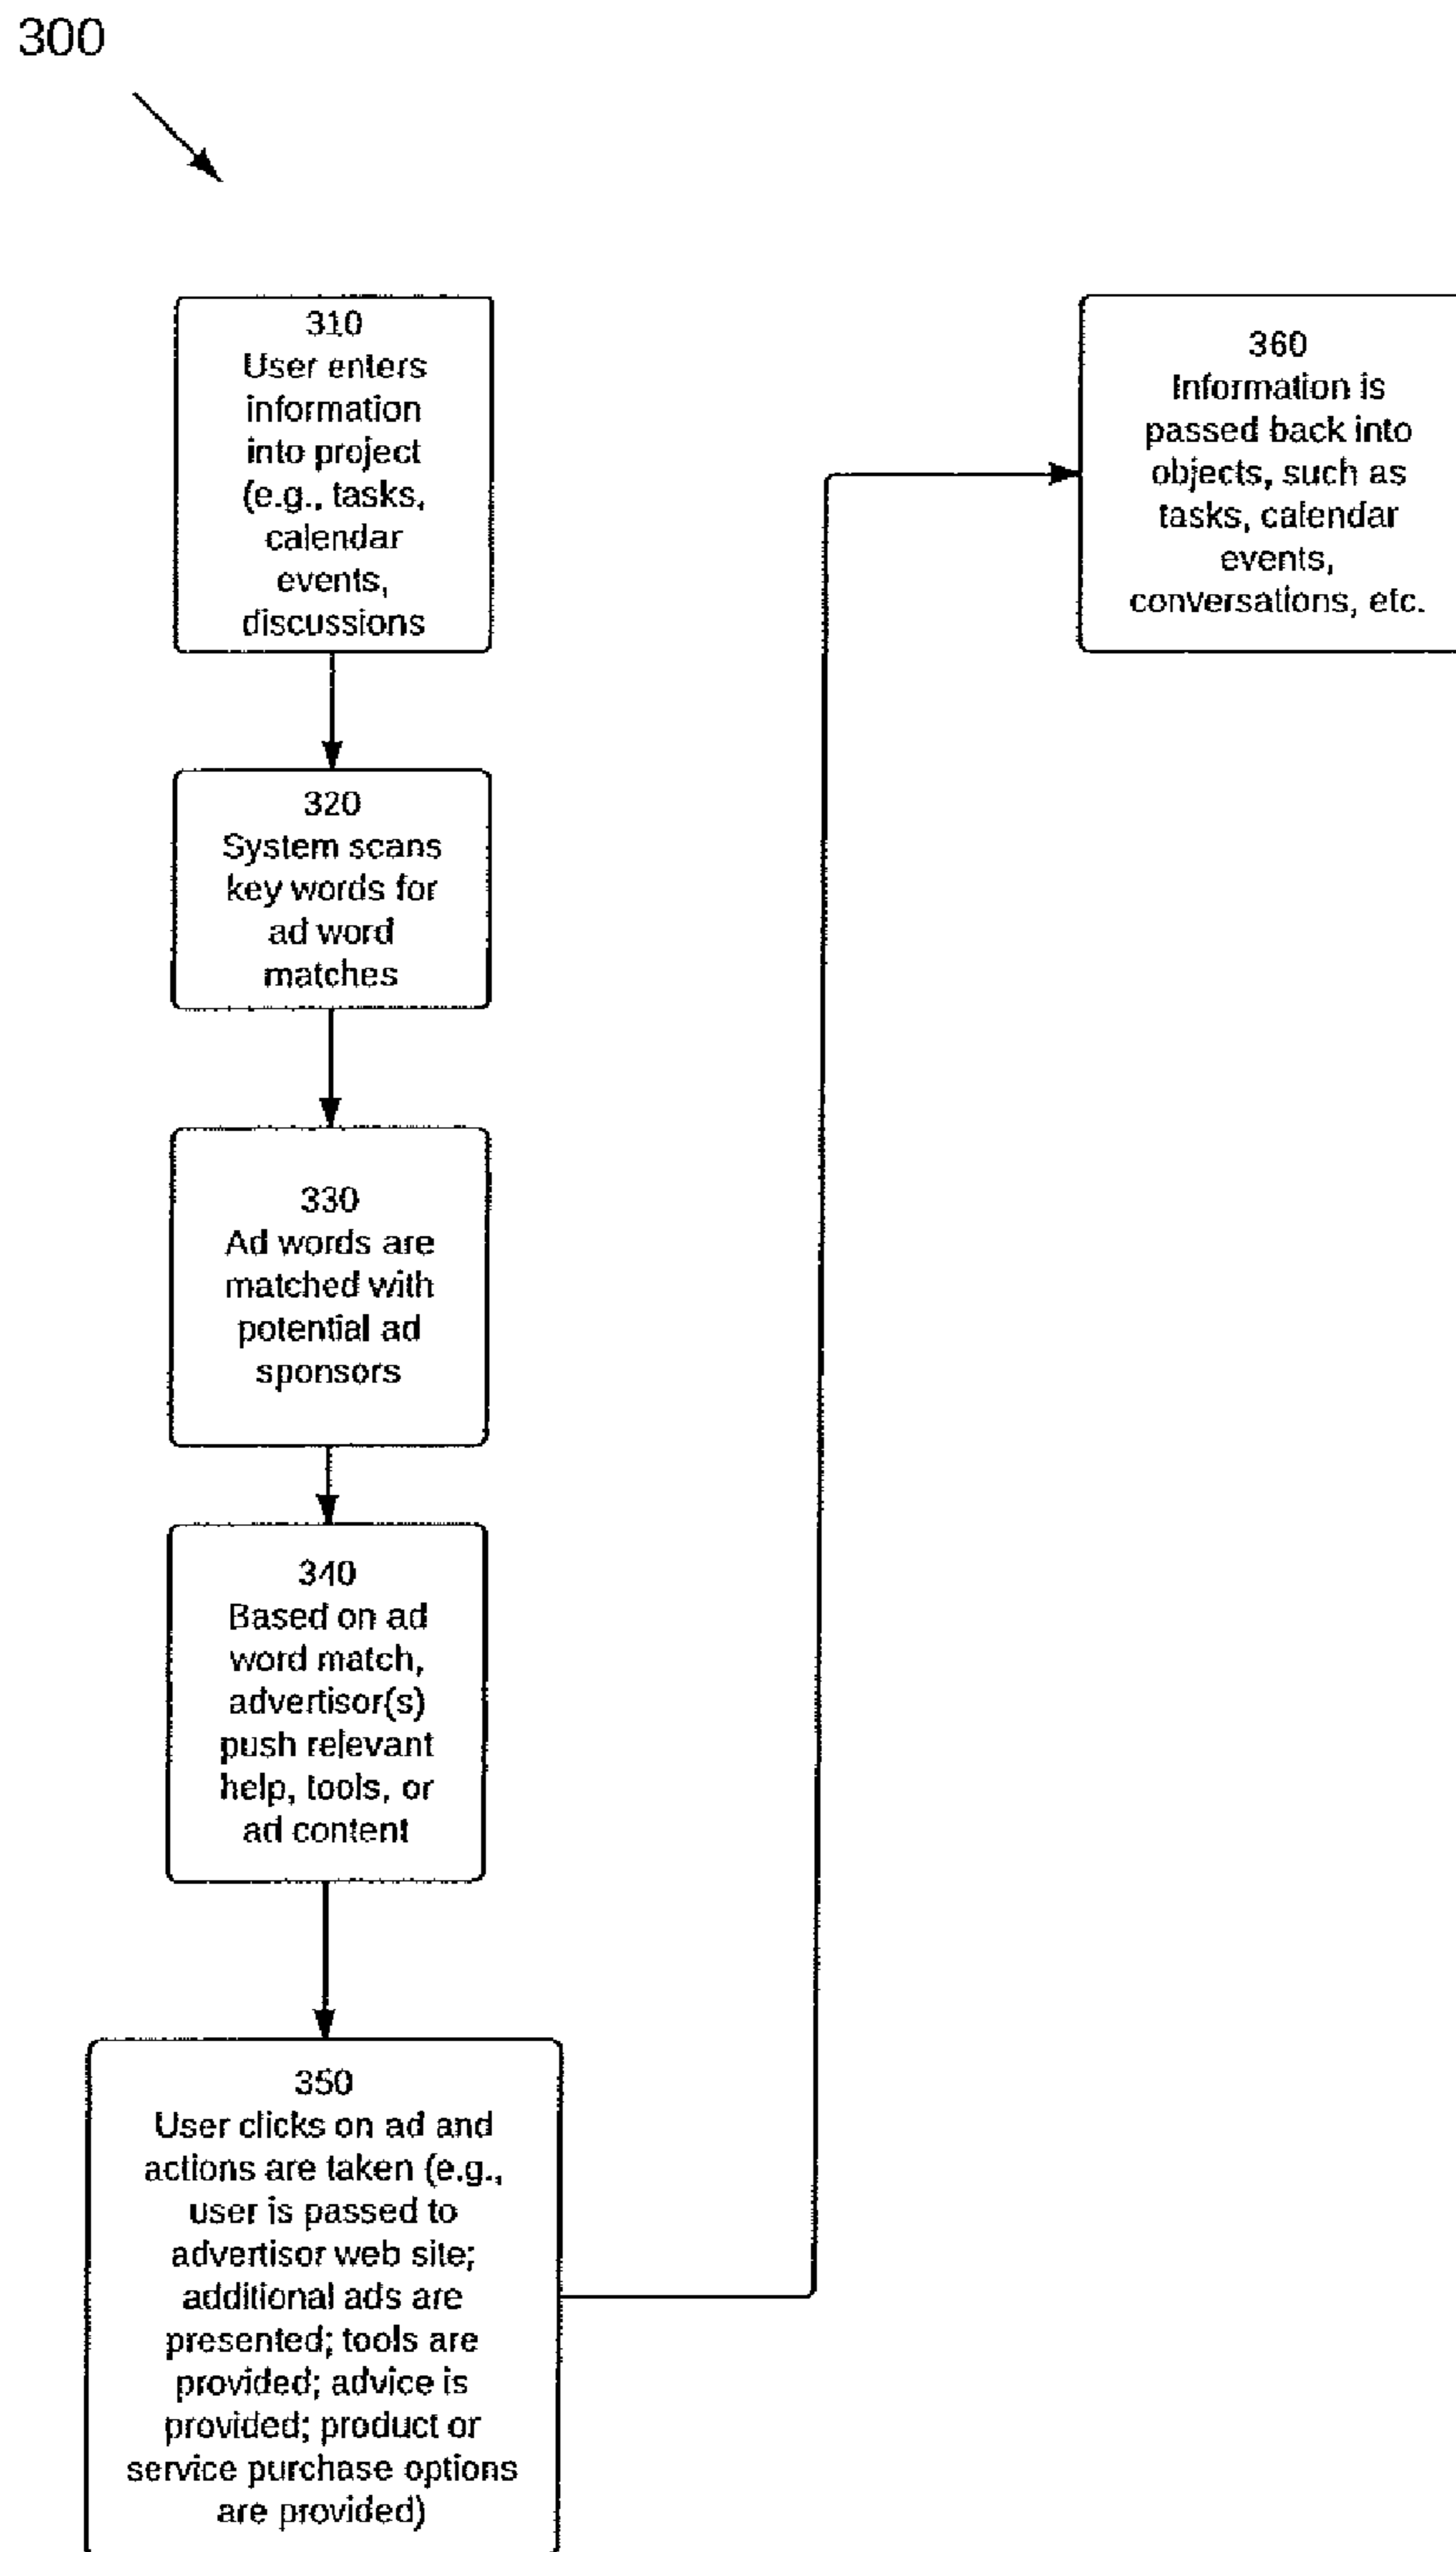 300
310
User enters
information
into project
(e.g., tasks,
calendar
events,
discussions
320
System scans
key words for
ad word
matches
330
Ad words are
matched with
potential ad
sponsors
340
Based on ad
word match,
advertisor(s)
push relevant
help, tools, or
ad content
350
User clicks on ad and
actions are taken (e.g.,
user is passed to
advertisor web site;
additional ads are
presented; tools are
provided; advice is
provided; product or
service purchase options
are provided)
360
Information is
passed back into
objects, such as
tasks, calendar
events,
conversations, etc.